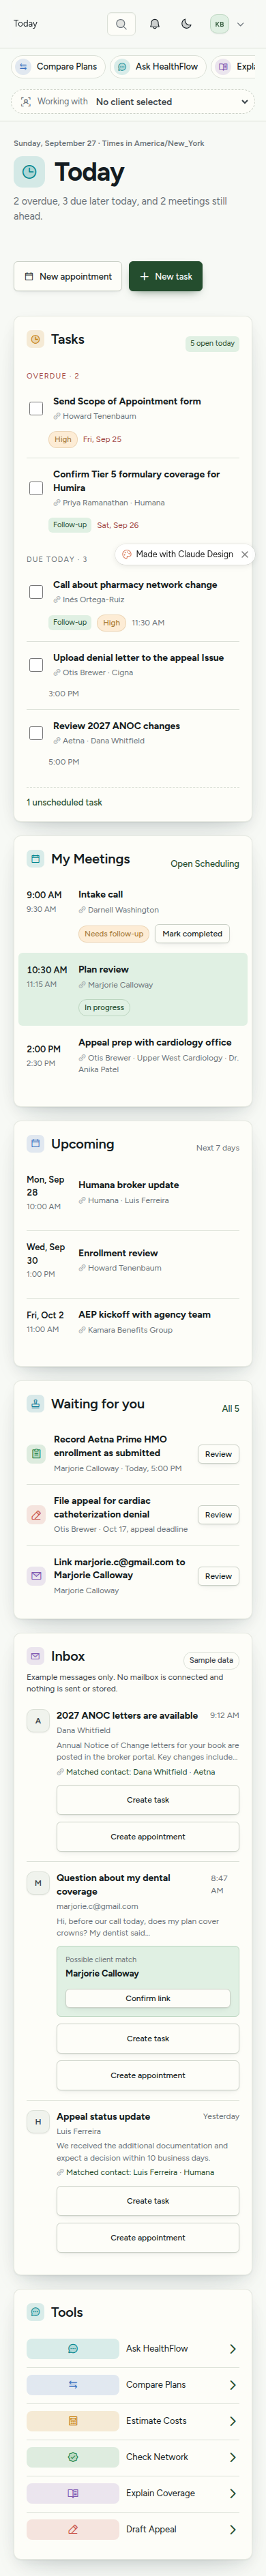 Today
KB
Compare Plans
Ask HealthFlow
Expla
Working with No client selected
Sunday, September 27 · Times in America/New_York
Today
2 overdue, 3 due later today, and 2 meetings still
ahead.
New appointment
New task
Tasks
5 open today
OVERDUE · 2
Send Scope of Appointment form
Howard Tenenbaum
High Fri, Sep 25
Confirm Tier 5 formulary coverage for
Humira
Priya Ramanathan · Humana
Follow-up Sat, Sep 26
Made with Claude Design
DUE TODAY · 3
Call about pharmacy network change
Inés Ortega-Ruiz
Follow-up High 11:30 AM
Upload denial letter to the appeal Issue
Otis Brewer · Cigna
3:00 PM
Review 2027 ANOC changes
Aetna · Dana Whitfield
5:00 PM
1 unscheduled task
My Meetings
Open Scheduling
9:00 AM Intake call
9:30 AM Darnell Washington
Needs follow-up Mark completed
10:30 AM Plan review
11:15 AM Marjorie Calloway
In progress
2:00 PM Appeal prep with cardiology office
2:30 PM Otis Brewer · Upper West Cardiology · Dr.
Anika Patel
Upcoming
Next 7 days
Mon, Sep
28
10:00 AM
Humana broker update
Humana · Luis Ferreira
Wed, Sep
30
1:00 PM
Enrollment review
Howard Tenenbaum
Fri, Oct 2
11:00 AM
AEP kickoff with agency team
Kamara Benefits Group
Waiting for you
All 5
Record Aetna Prime HMO
enrollment as submitted
Marjorie Calloway · Today, 5:00 PM
Review
File appeal for cardiac
catheterization denial
Otis Brewer · Oct 17, appeal deadline
Review
Link marjorie.c@gmail.com to
Marjorie Calloway
Marjorie Calloway
Review
Inbox
Sample data
Example messages only. No mailbox is connected and
nothing is sent or stored.
A
2027 ANOC letters are available 9:12 AM
Dana Whitfield
Annual Notice of Change letters for your book are
posted in the broker portal. Key changes include...
Matched contact: Dana Whitfield · Aetna
Create task
Create appointment
M
Question about my dental
coverage
8:47
AM
marjorie.c@gmail.com
Hi, before our call today, does my plan cover
crowns? My dentist said...
Possible client match
Marjorie Calloway
Confirm link
Create task
Create appointment
H
Appeal status update Yesterday
Luis Ferreira
We received the additional documentation and
expect a decision within 10 business days.
Matched contact: Luis Ferreira · Humana
Create task
Create appointment
Tools
Ask HealthFlow
Compare Plans
Estimate Costs
Check Network
Explain Coverage
Draft Appeal